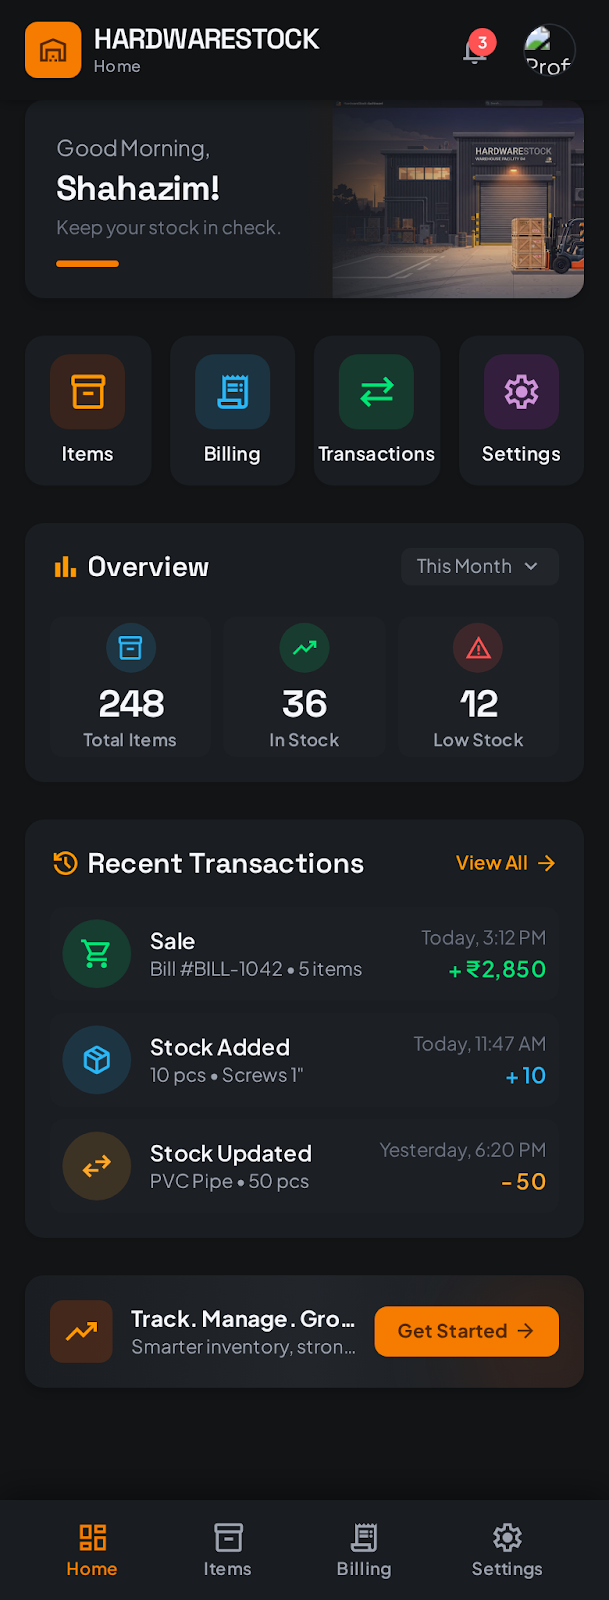 HARDWARESTOCK
Home
3
Prof
Good Morning,
Shahazim!
Keep your stock in check.
HARDWARESTOCK
Items
Billing
Transactions
Settings
Overview
This Month
248
Total Items
36
In Stock
12
Low Stock
Recent Transactions
View All →
Sale
Today, 3:12 PM
Bill #BILL-1042 • 5 items
+ ₹2,850
Stock Added
Today, 11:47 AM
10 pcs • Screws 1"
+ 10
Stock Updated
Yesterday, 6:20 PM
PVC Pipe • 50 pcs
- 50
Track. Manage. Gro...
Smarter inventory, stron...
Get Started →
Home
Items
Billing
Settings